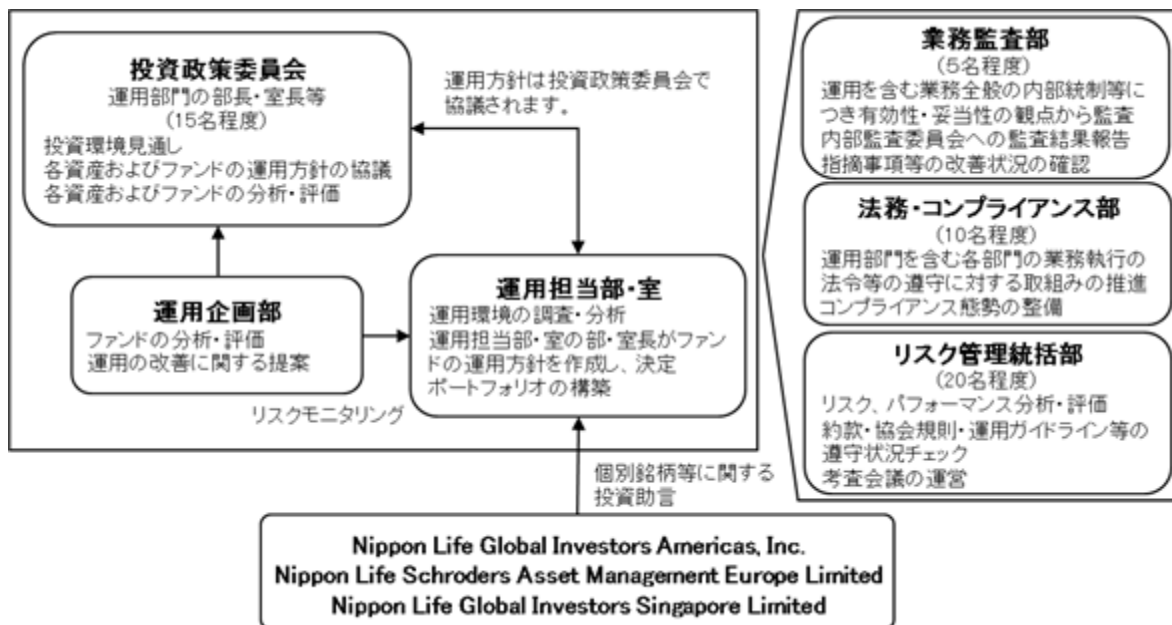 投資政策委員会
運用部門の部長・室長等
(15名程度)
投資環境見通し
各資産およびファンドの運用方針の協議
各資産およびファンドの分析・評価
運用方針は投資政策委員会で
協議されます。
運用企画部
ファンドの分析・評価
運用の改善に関する提案
リスクモニタリング
運用担当部・室
運用環境の調査・分析
運用担当部・室の部・室長がファン
ドの運用方針を作成し、決定
ポートフォリオの構築
個別銘柄等に関する
投資助言
Nippon Life Global Investors Americas, Inc.
Nippon Life Schroders Asset Management Europe Limited
Nippon Life Global Investors Singapore Limited
業務監査部
(5名程度)
運用を含む業務全般の内部統制等に
つき有効性・妥当性の観点から監査
内部監査委員会への監査結果報告
指摘事項等の改善状況の確認
法務・コンプライアンス部
(10名程度)
運用部門を含む各部門の業務執行の
法令等の遵守に対する取組みの推進
コンプライアンス態勢の整備
リスク管理統括部
(20名程度)
リスク、パフォーマンス分析・評価
約款・協会規則・運用ガイドライン等の
遵守状況チェック
考査会議の運営